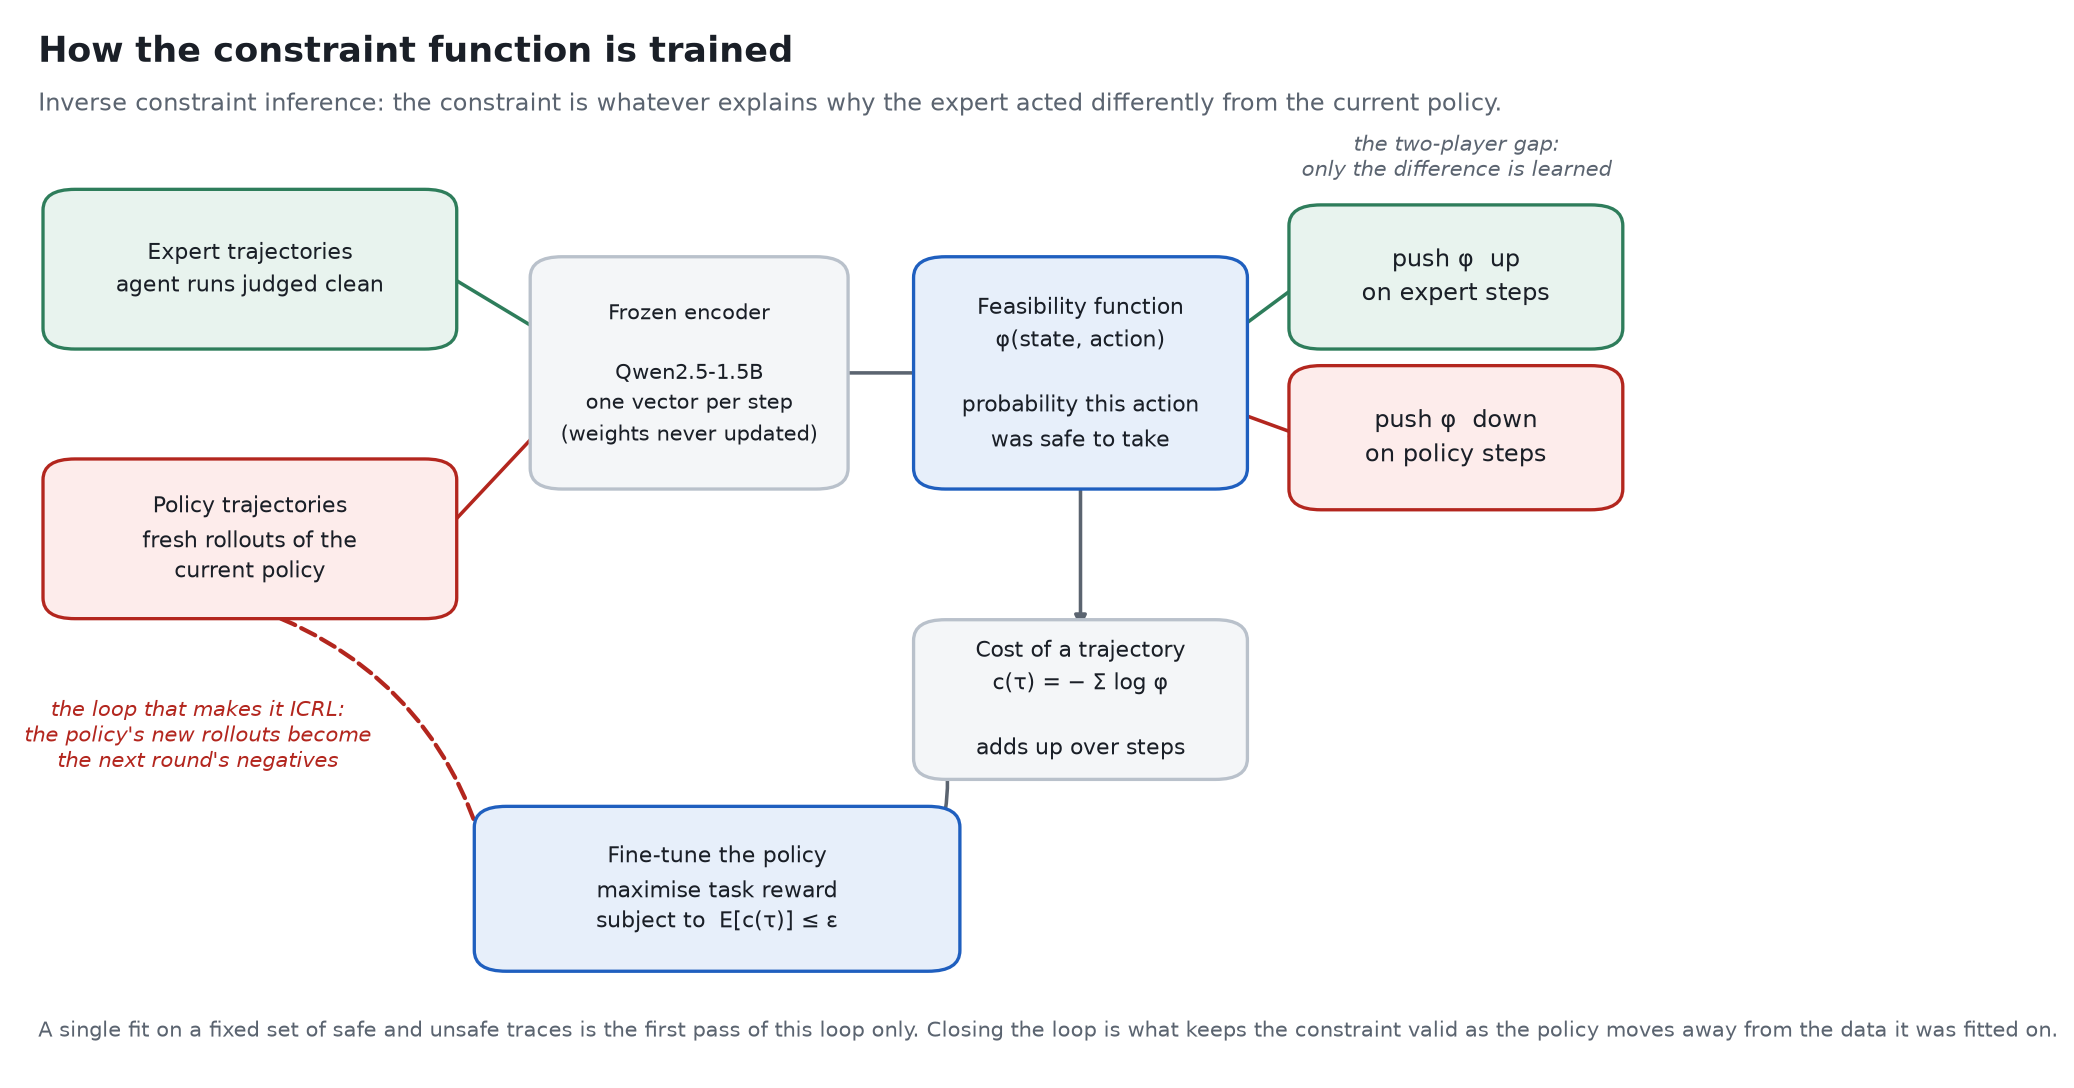 How the constraint function is trained
Inverse constraint inference: the constraint is whatever explains why the expert acted differently from the current policy.
the two-player gap:
only the difference is learned
Expert trajectories
agent runs judged clean
Frozen encoder
Qwen2.5-1.5B
one vector per step
(weights never updated)
Feasibility function
φ(state, action)
probability this action
was safe to take
push φ  up
on expert steps
push φ  down
on policy steps
Policy trajectories
fresh rollouts of the
current policy
Cost of a trajectory
c(τ) = − Σ log φ
adds up over steps
the loop that makes it ICRL:
the policy's new rollouts become
the next round's negatives
Fine-tune the policy
maximise task reward
subject to  E[c(τ)] ≤ ε
A single fit on a fixed set of safe and unsafe traces is the first pass of this loop only. Closing the loop is what keeps the constraint valid as the policy moves away from the data it was fitted on.